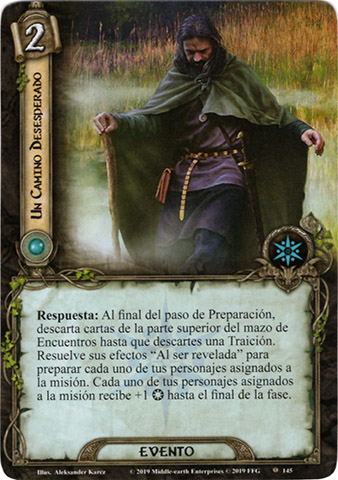 2
UN CAMINO DESESPERADO
Respuesta: Al final del paso de Preparación,
descarta cartas de la parte superior del mazo de
Encuentros hasta que descartes una Traición.
Resuelve sus efectos “Al ser revelada” para
preparar cada uno de tus personajes asignados a
la misión. Cada uno de tus personajes asignados
a la misión recibe +1 hasta el final de la fase.
EVENTO
Illus. Aleksander Karcz © 2019 Middle-earth Enterprises © 2019 FFG 145